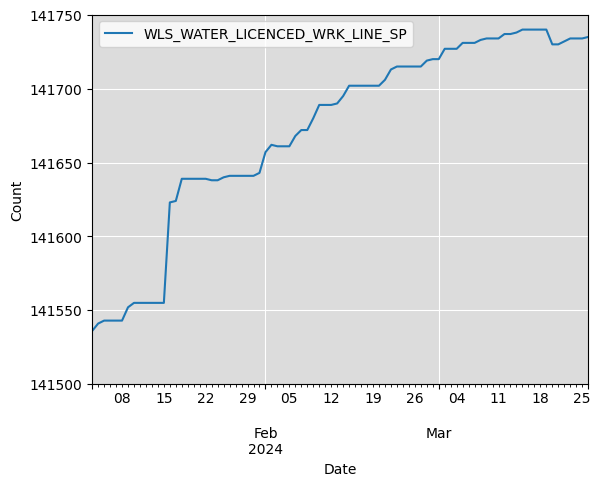 WLS_WATER_LICENCED_WRK_LINE_SP
141750
141700
141650
141600
141550
141500
Count
08 15 22 29 05 12 19 26 04 11 18 25
Feb Mar
2024
Date